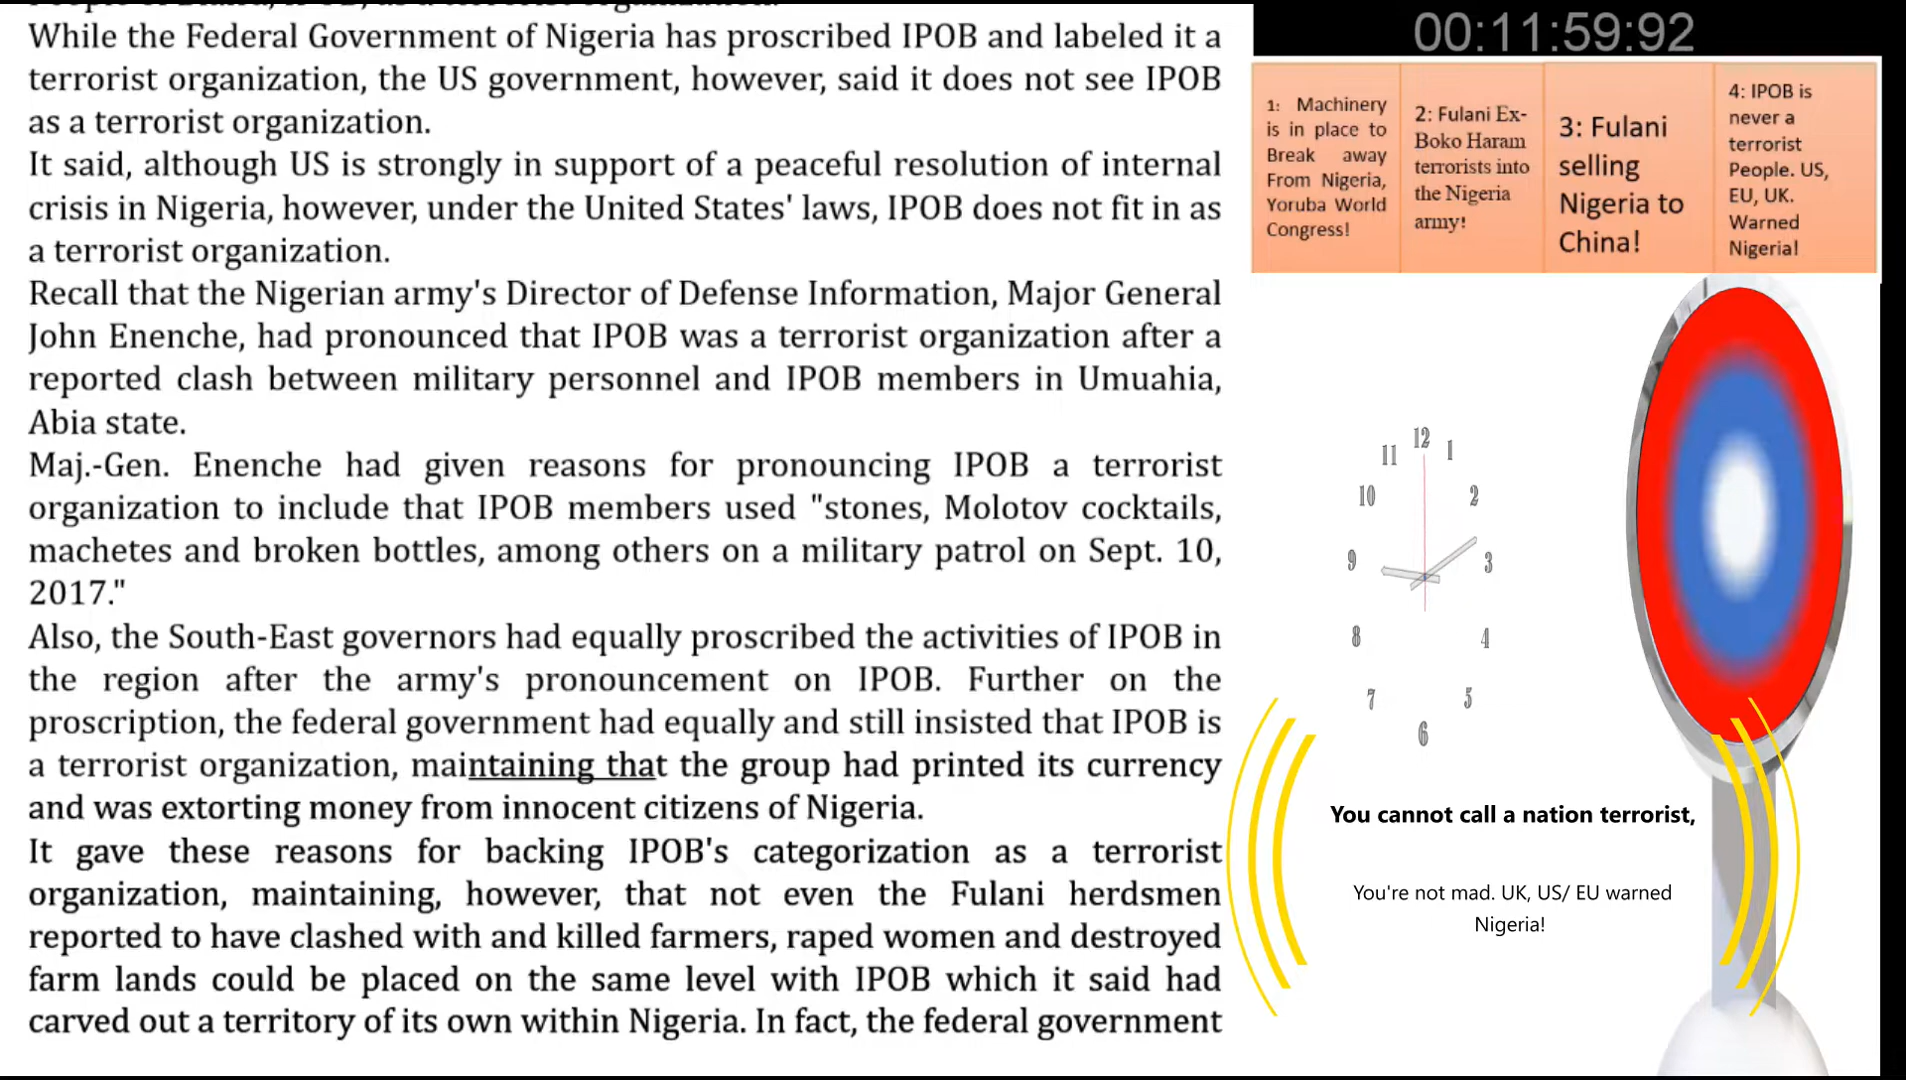 People of Biafra, IPOB, as a terrorist organization.
While the Federal Government of Nigeria has proscribed IPOB and labeled it a
terrorist organization, the US government, however, said it does not see IPOB
as a terrorist organization.
It said, although US is strongly in support of a peaceful resolution of internal
crisis in Nigeria, however, under the United States' laws, IPOB does not fit in as
a terrorist organization.
Recall that the Nigerian army's Director of Defense Information, Major General
John Enenche, had pronounced that IPOB was a terrorist organization after a
reported clash between military personnel and IPOB members in Umuahia,
Abia state.
Maj.-Gen. Enenche had given reasons for pronouncing IPOB a terrorist
organization to include that IPOB members used "stones, Molotov cocktails,
machetes and broken bottles, among others on a military patrol on Sept. 10,
2017."
Also, the South-East governors had equally proscribed the activities of IPOB in
the region after the army's pronouncement on IPOB. Further on the
proscription, the federal government had equally and still insisted that IPOB is
a terrorist organization, maintaining that the group had printed its currency
and was extorting money from innocent citizens of Nigeria.
It gave these reasons for backing IPOB's categorization as a terrorist
organization, maintaining, however, that not even the Fulani herdsmen
reported to have clashed with and killed farmers, raped women and destroyed
farm lands could be placed on the same level with IPOB which it said had
carved out a territory of its own within Nigeria. In fact, the federal government
00:11:59:92
1: Machinery
is in place to
Break away
From Nigeria,
Yoruba World
Congress!
2: Fulani Ex-
Boko Haram
terrorists into
the Nigeria
army!
3: Fulani
selling
Nigeria to
China!
4: IPOB is
never a
terrorist
People. US,
EU, UK.
Warned
Nigeria!
12
1
2
3
4
5
6
7
8
9
10
11
You cannot call a nation terrorist,
You're not mad. UK, US/ EU warned
Nigeria!